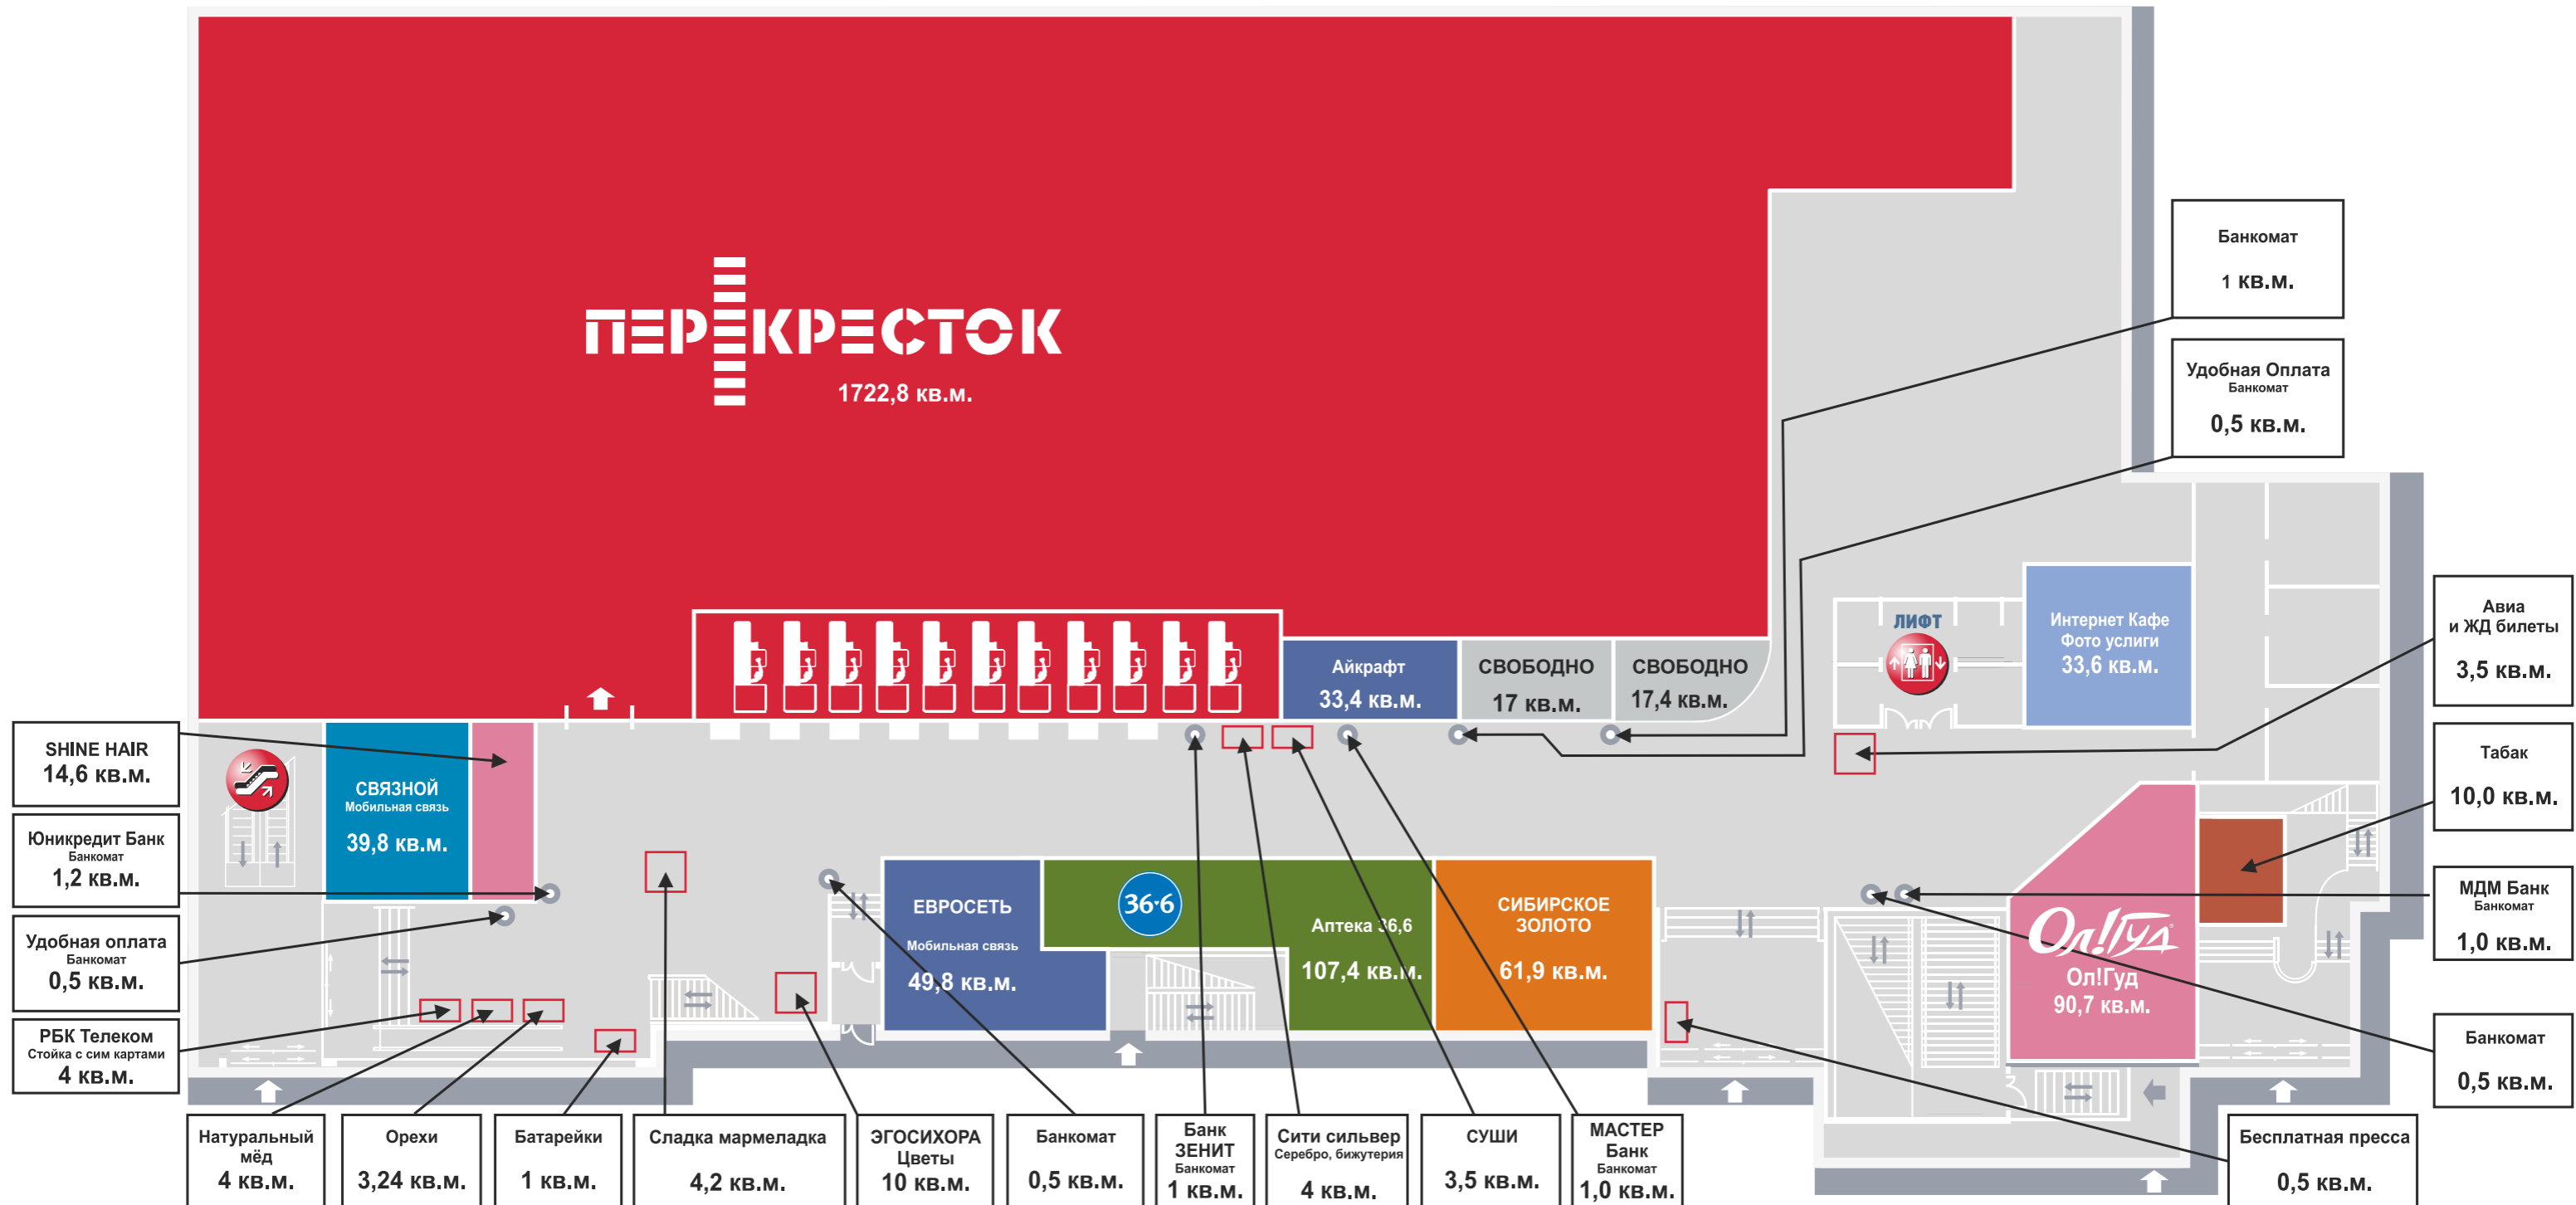 ПЕРЕКРЕСТОК
1722,8 кв.м.
Банкомат
1 кв.м.
Удобная Оплата
Банкомат
0,5 кв.м.
Авиа
и ЖД билеты
3,5 кв.м.
Табак
10,0 кв.м.
МДМ Банк
Банкомат
1,0 кв.м.
Банкомат
0,5 кв.м.
ЛИФТ
Интернет Кафе
Фото услиги
33,6 кв.м.
Айкрафт
33,4 кв.м.
СВОБОДНО
17 кв.м.
СВОБОДНО
17,4 кв.м.
SHINE HAIR
14,6 кв.м.
Юникредит Банк
Банкомат
1,2 кв.м.
Удобная оплата
Банкомат
0,5 кв.м.
РБК Телеком
Стойка с сим картами
4 кв.м.
СВЯЗНОЙ
Мобильная связь
39,8 кв.м.
ЕВРОСЕТЬ
Мобильная связь
49,8 кв.м.
36·6
Аптека 36,6
107,4 кв.м.
СИБИРСКОЕ
ЗОЛОТО
61,9 кв.м.
Ол!Гуд
Ол!Гуд
90,7 кв.м.
Натуральный
мёд
4 кв.м.
Орехи
3,24 кв.м.
Батарейки
1 кв.м.
Сладка мармеладка
4,2 кв.м.
ЭГОСИХОРА
Цветы
10 кв.м.
Банкомат
0,5 кв.м.
Банк
ЗЕНИТ
Банкомат
1 кв.м.
Сити сильвер
Серебро, бижутерия
4 кв.м.
СУШИ
3,5 кв.м.
МАСТЕР
Банк
Банкомат
1,0 кв.м.
Бесплатная пресса
0,5 кв.м.